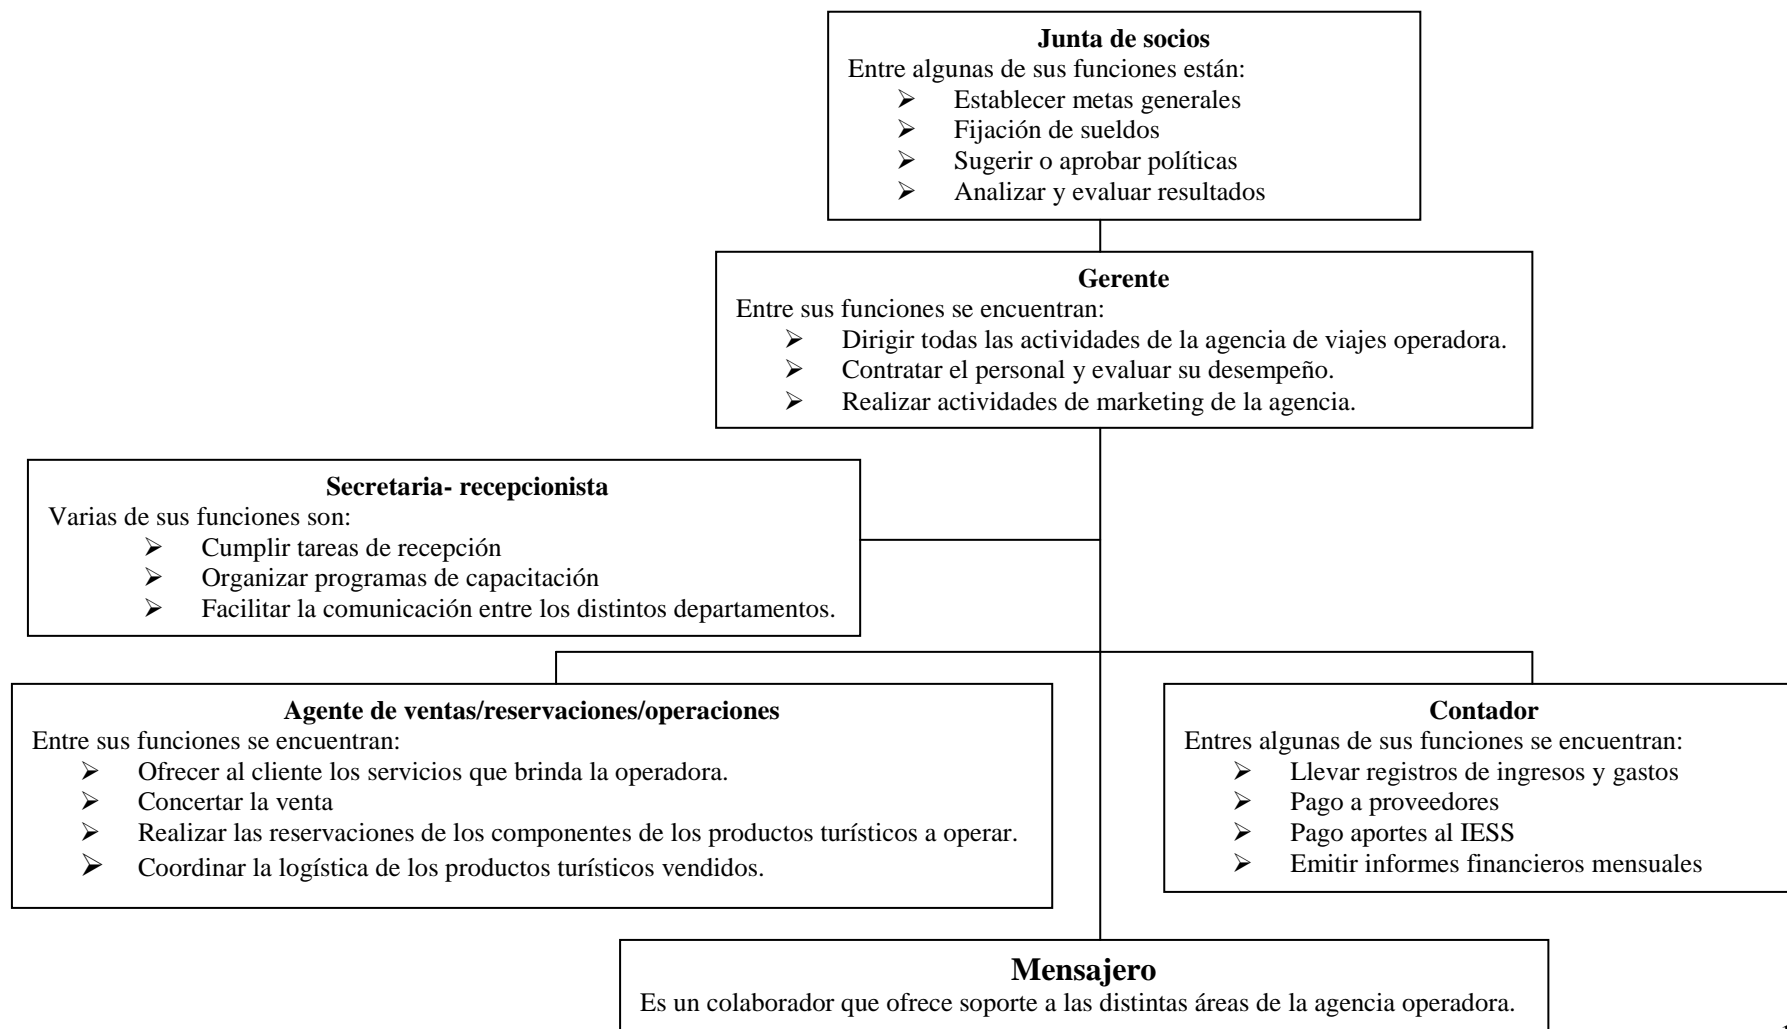 Junta de socios
Entre algunas de sus funciones están:
➢ Establecer metas generales
➢ Fijación de sueldos
➢ Sugerir o aprobar políticas
➢ Analizar y evaluar resultados
Gerente
Entre sus funciones se encuentran:
➢ Dirigir todas las actividades de la agencia de viajes operadora.
➢ Contratar el personal y evaluar su desempeño.
➢ Realizar actividades de marketing de la agencia.
Secretaria- recepcionista
Varias de sus funciones son:
➢ Cumplir tareas de recepción
➢ Organizar programas de capacitación
➢ Facilitar la comunicación entre los distintos departamentos.
Agente de ventas/reservaciones/operaciones
Entre sus funciones se encuentran:
➢ Ofrecer al cliente los servicios que brinda la operadora.
➢ Concertar la venta
➢ Realizar las reservaciones de los componentes de los productos turísticos a operar.
➢ Coordinar la logística de los productos turísticos vendidos.
Contador
Entres algunas de sus funciones se encuentran:
➢ Llevar registros de ingresos y gastos
➢ Pago a proveedores
➢ Pago aportes al IESS
➢ Emitir informes financieros mensuales
Mensajero
Es un colaborador que ofrece soporte a las distintas áreas de la agencia operadora.